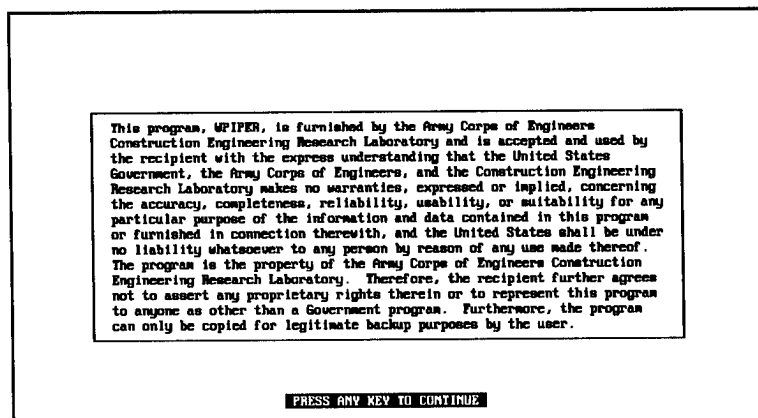 This program, WPIPER, is furnished by the Army Corps of Engineers
Construction Engineering Research Laboratory and is accepted and used by
the recipient with the express understanding that the United States
Government, the Army Corps of Engineers, and the Construction Engineering
Research Laboratory makes no warranties, expressed or implied, concerning
the accuracy, completeness, reliability, usability, or suitability for any
particular purpose of the information and data contained in this program
or furnished in connection therewith, and the United States shall be under
no liability whatsoever to any person by reason of any use made thereof.
The program is the property of the Army Corps of Engineers Construction
Engineering Research Laboratory.  Therefore, the recipient further agrees
not to assert any proprietary rights therein or to represent this program
to anyone as other than a Government program.  Furthermore, the program
can only be copied for legitimate backup purposes by the user.
PRESS ANY KEY TO CONTINUE